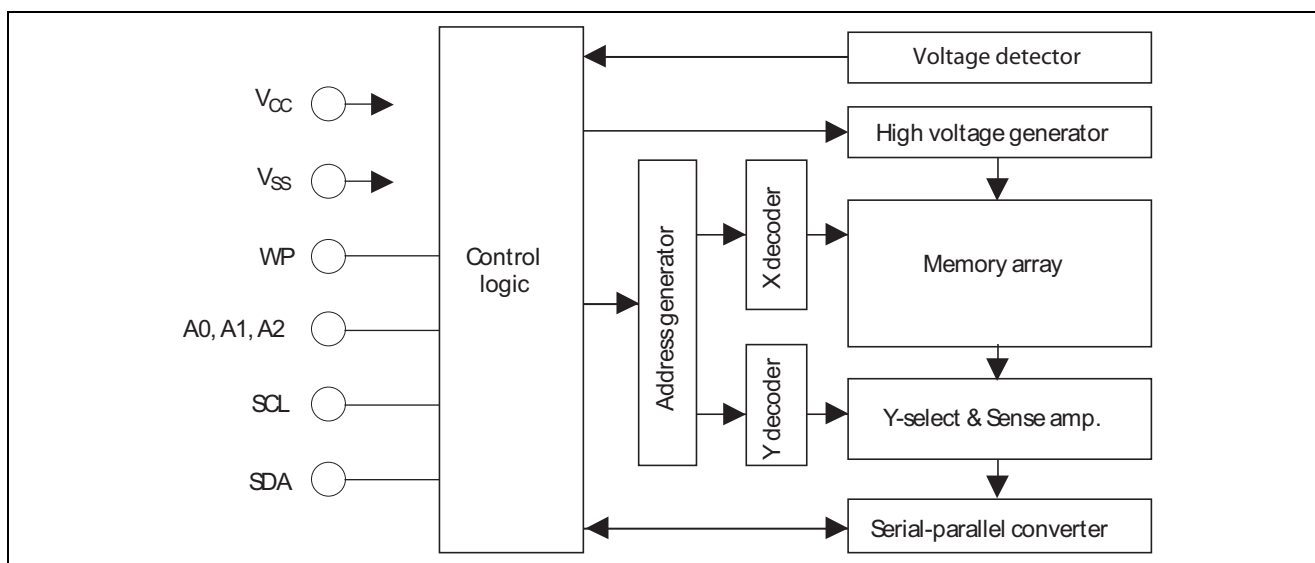 Voltage detector
VCC
High voltage generator
VSS
Address generator
X decoder
Memory array
WP
Control
logic
A0, A1, A2
SCL
Y decoder
Y-select & Sense amp.
SDA
Serial-parallel converter